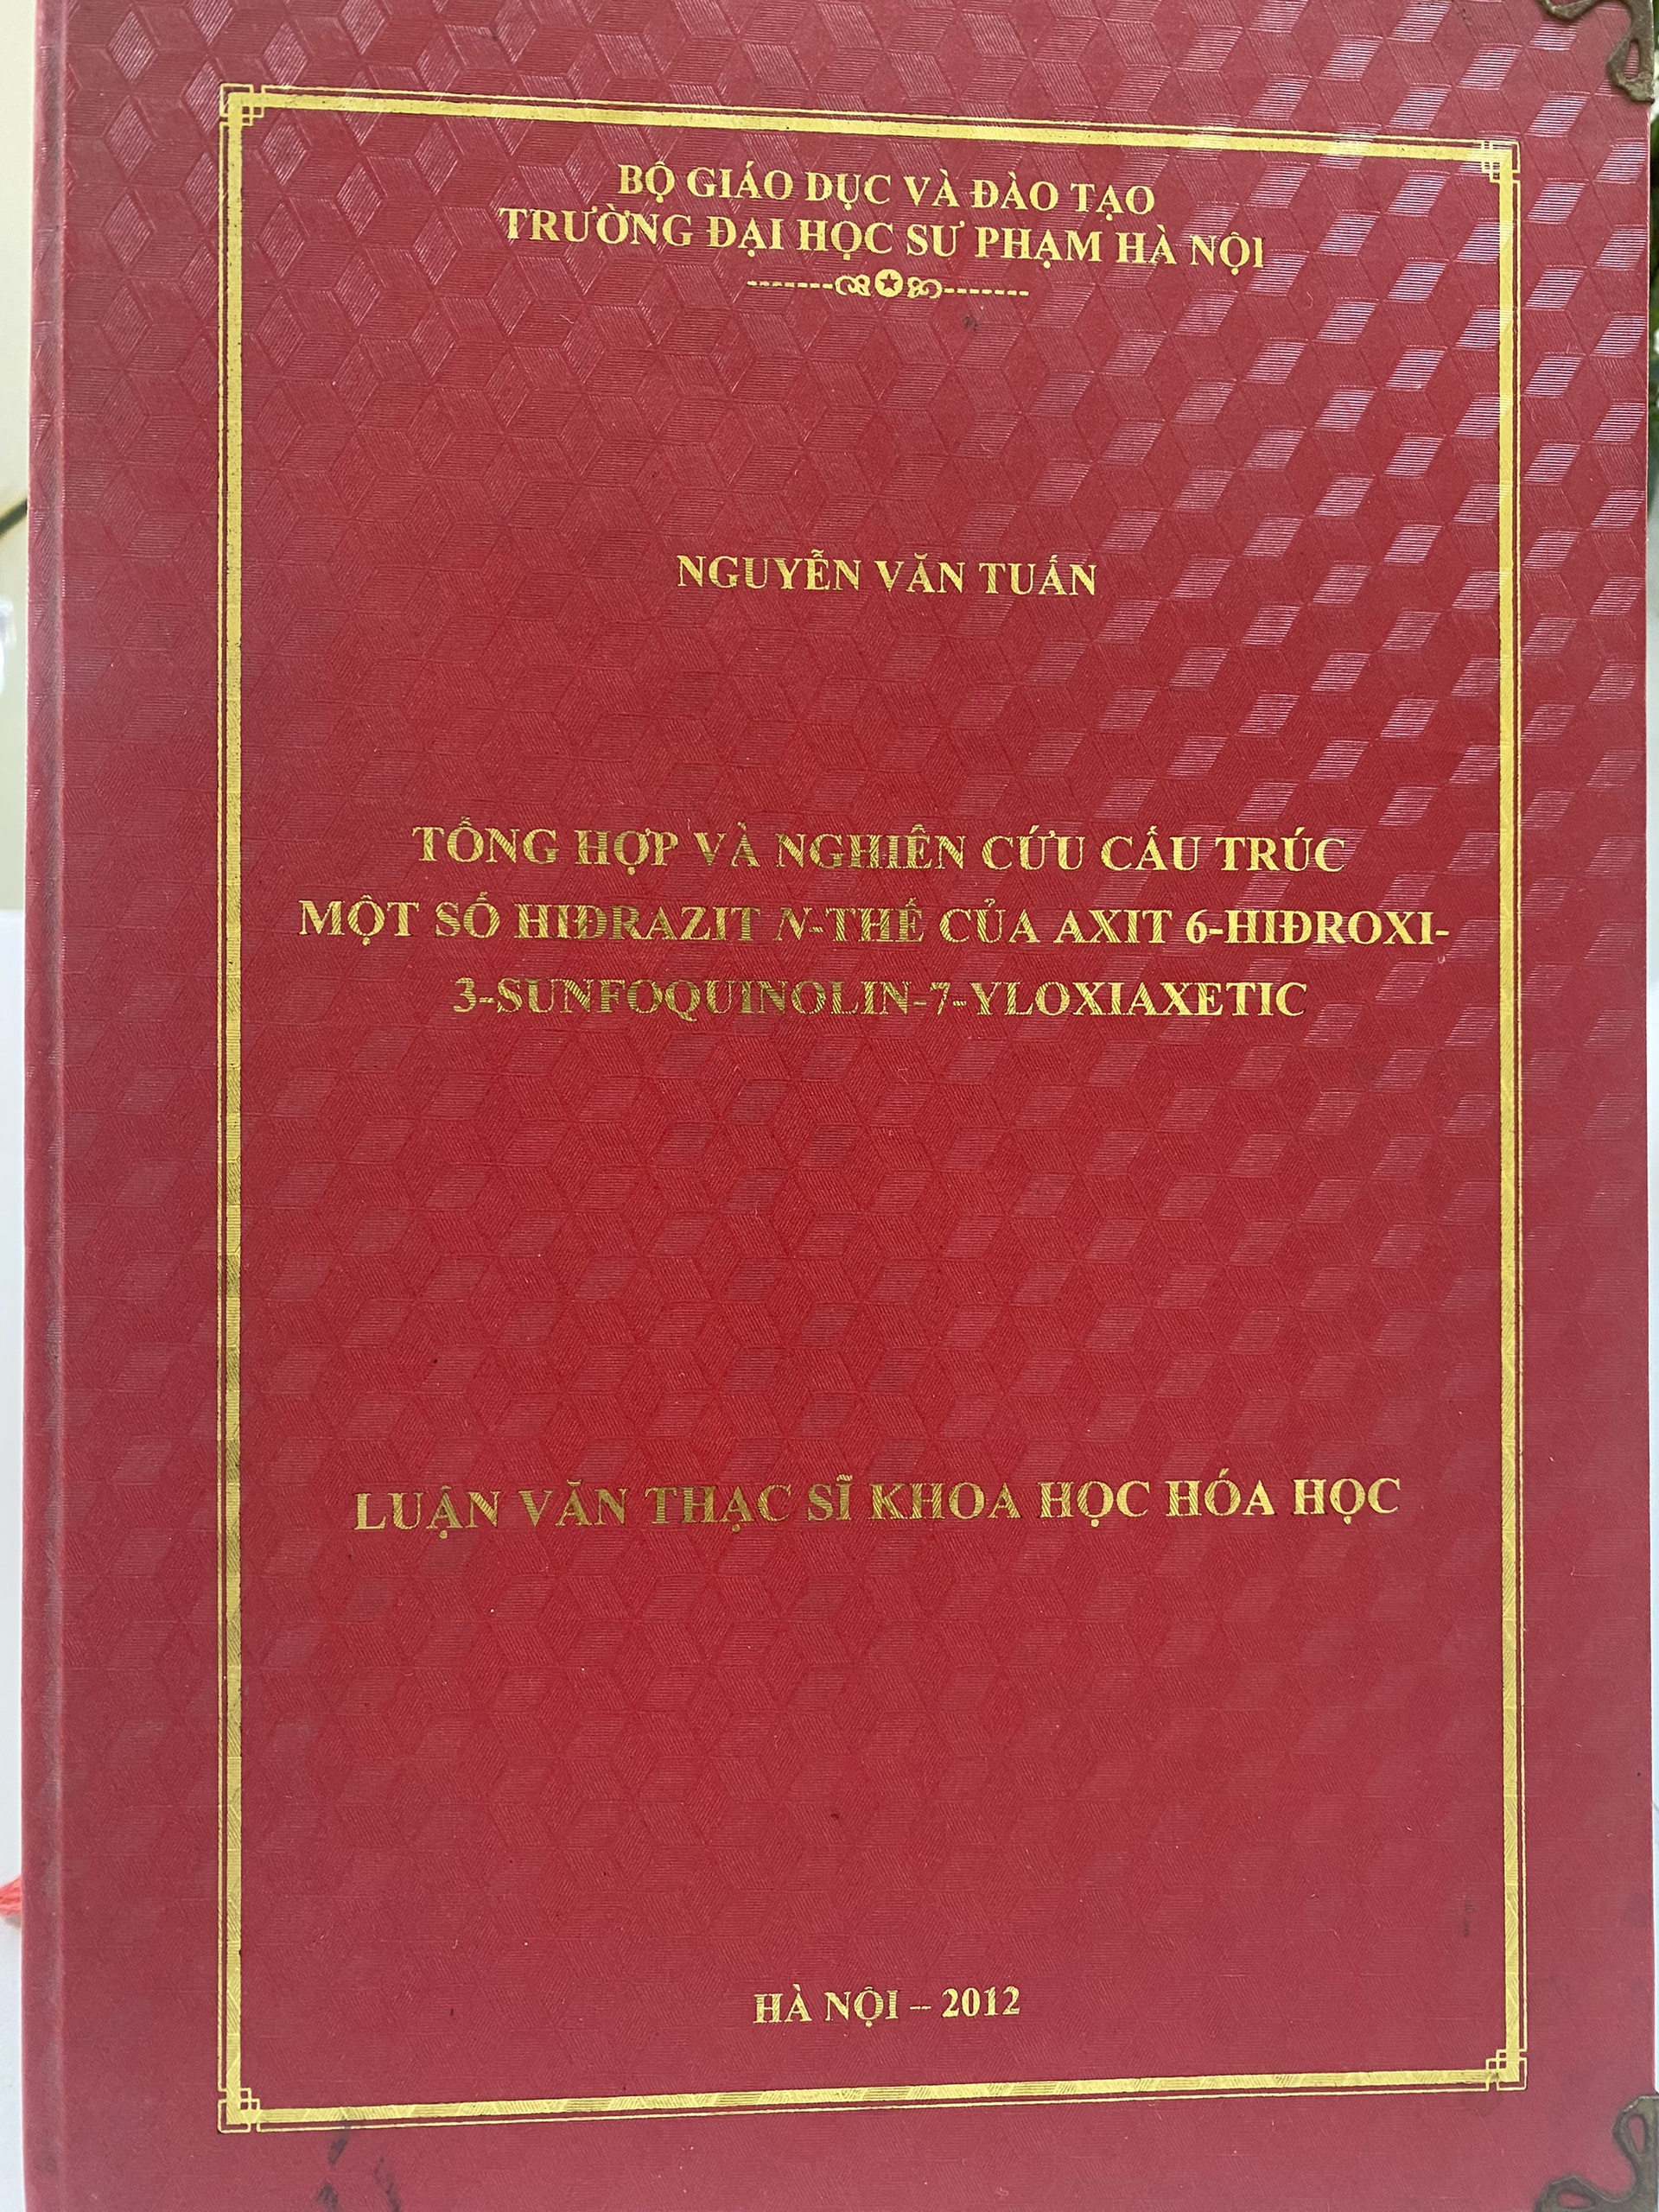 BỘ GIÁO DỤC VÀ ĐÀO TẠO
TRƯỜNG ĐẠI HỌC SƯ PHẠM HÀ NỘI
NGUYỄN VĂN TUẤN
TỔNG HỢP VÀ NGHIÊN CỨU CẤU TRÚC
MỘT SỐ HIĐRAZIT N-THẾ CỦA AXIT 6-HIĐROXI-
3-SUNFOQUINOLIN-7-YLOXIAXETIC
LUẬN VĂN THẠC SĨ KHOA HỌC HÓA HỌC
HÀ NỘI – 2012